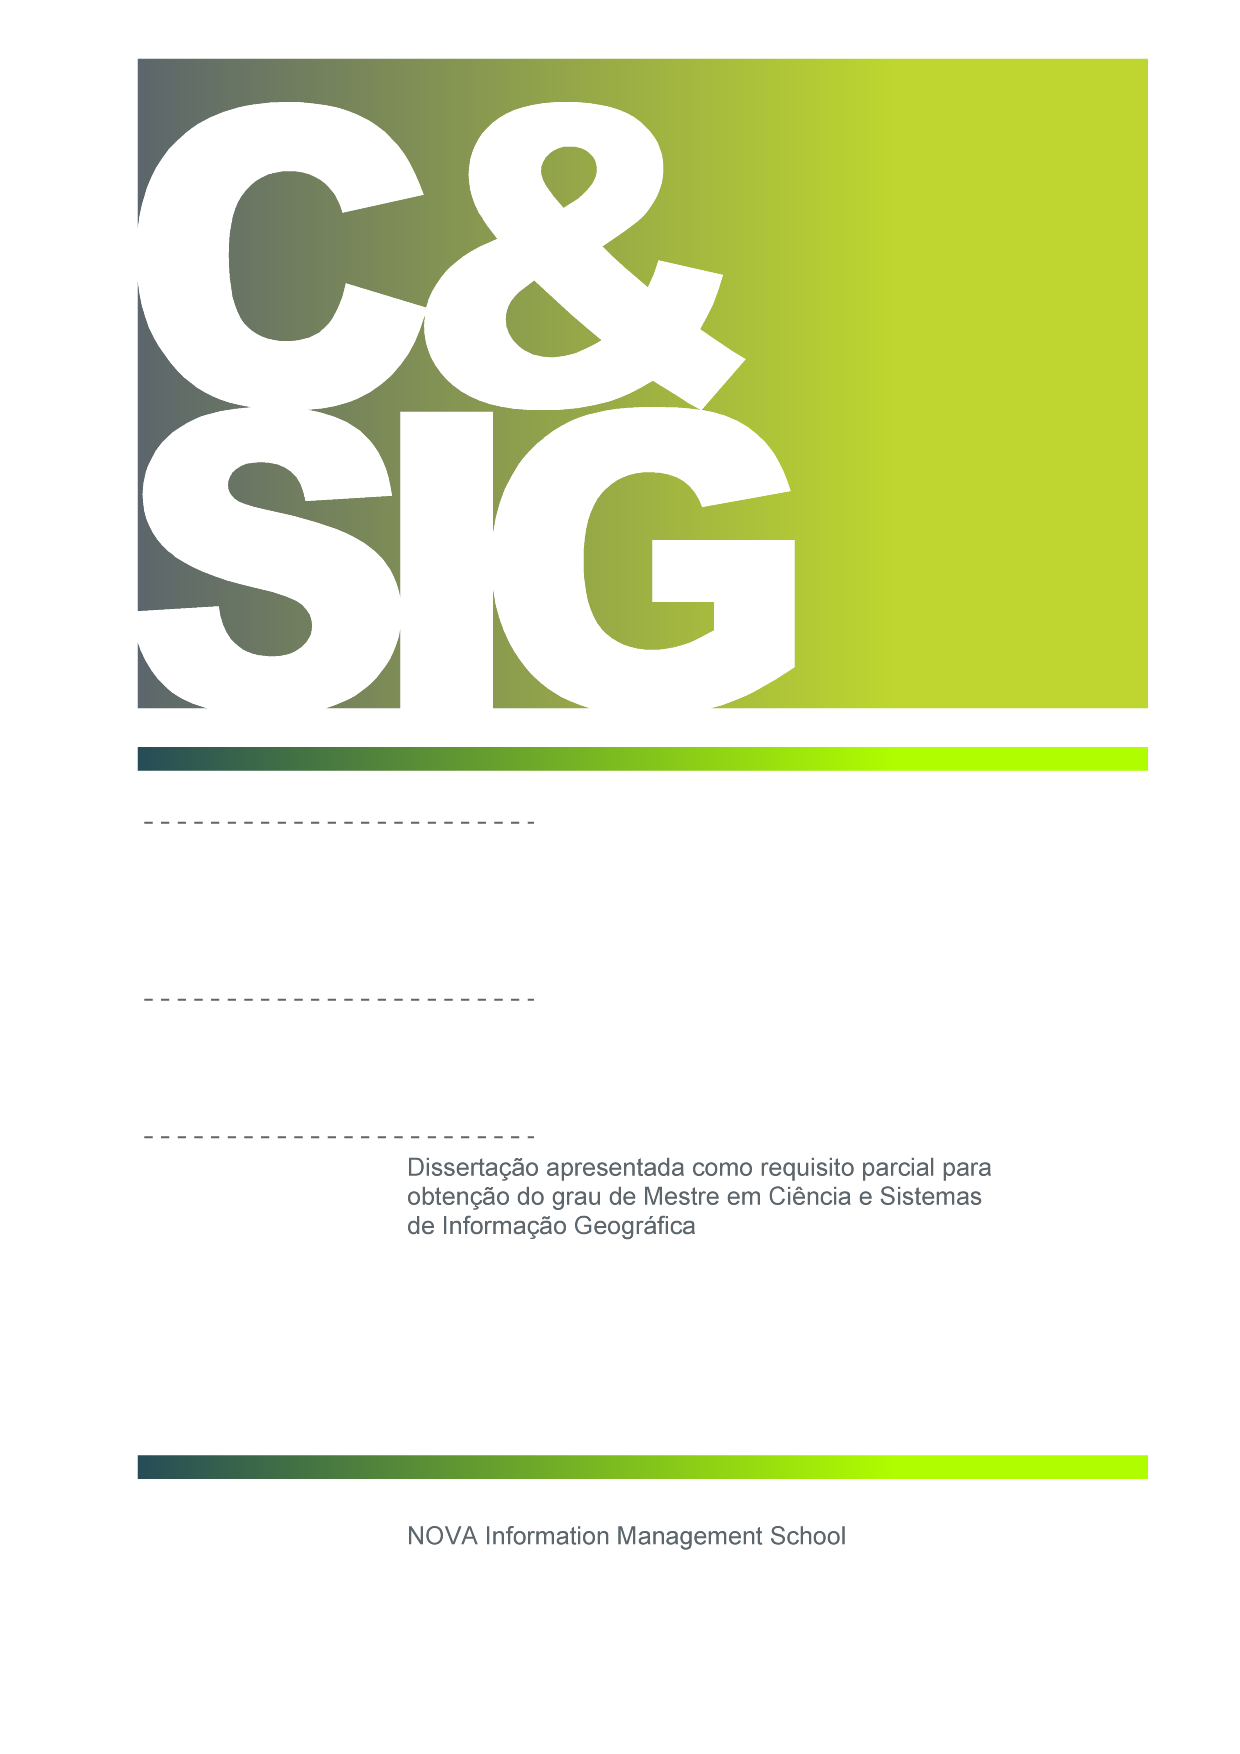 C&
SIG
Dissertação apresentada como requisito parcial para
obtenção do grau de Mestre em Ciência e Sistemas
de Informação Geográfica
NOVA Information Management School